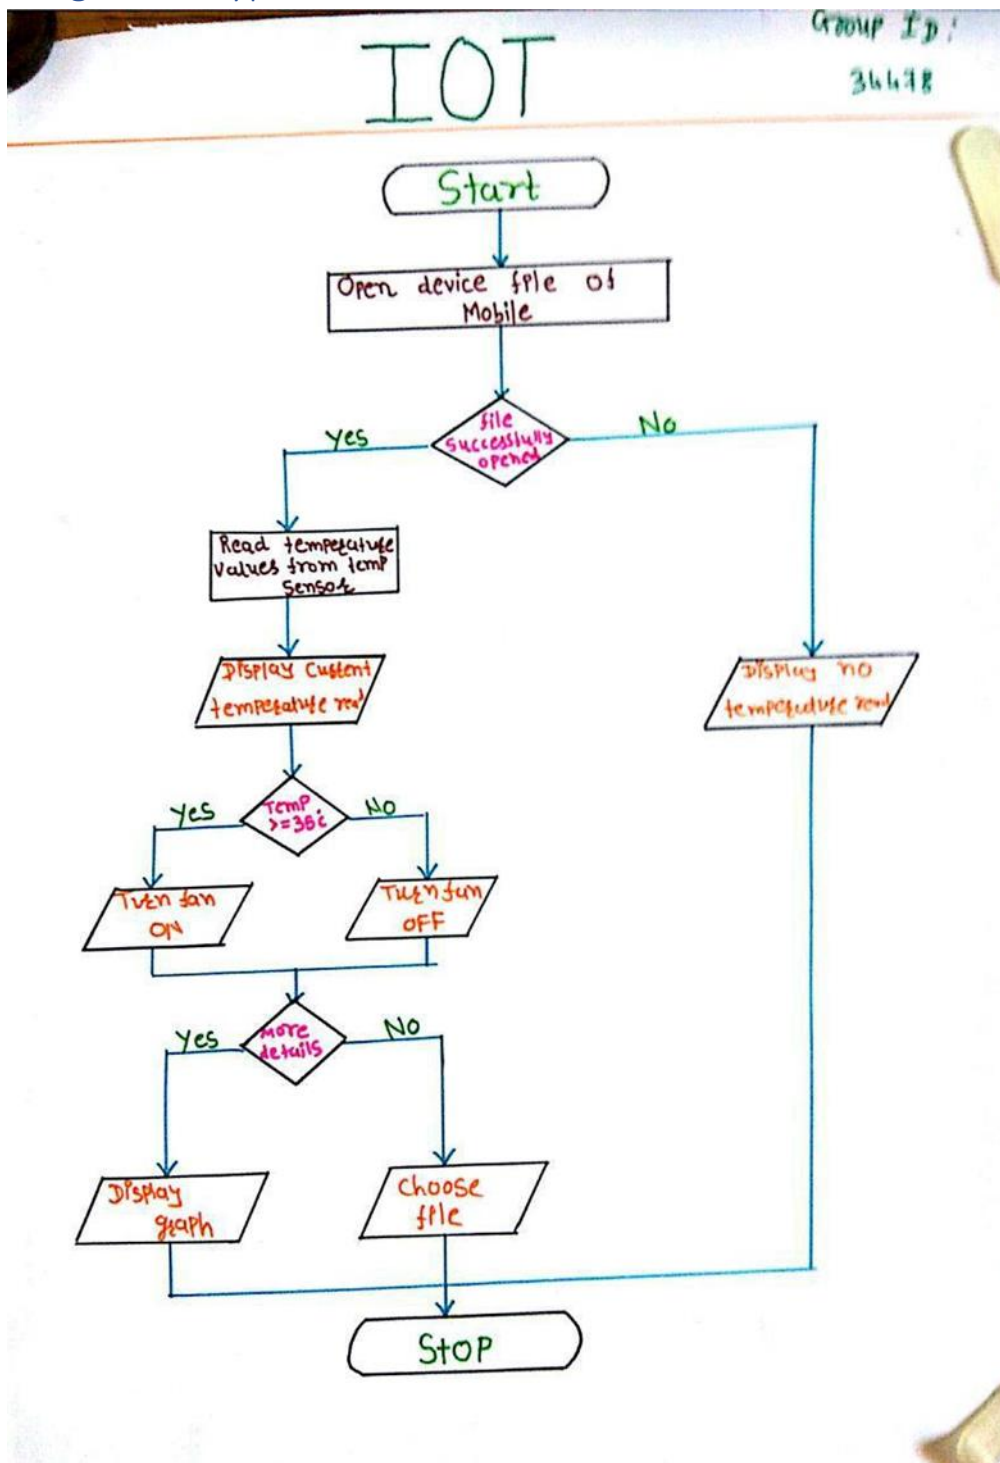 Group ID:
34478
IOT
Start
Open device file of
Mobile
file
successfully
opened
Yes
No
Read temperature
values from temp
sensor
Display Current
temperature read
Display no
temperature read
Temp
Yes
No
Turn fan
ON
Turn fan
OFF
More
details
Yes
No
Display
graph
Choose
file
Stop